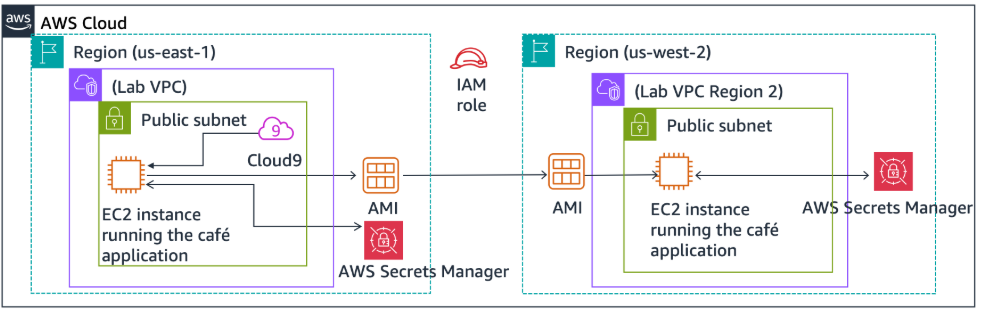 aws
AWS Cloud
Region (us-east-1)
(Lab VPC)
Public subnet
9
Cloud9
EC2 instance
running the café
application
AMI
AWS Secrets Manager
IAM
role
Region (us-west-2)
(Lab VPC Region 2)
Public subnet
AMI
EC2 instance
running the café
application
AWS Secrets Manager